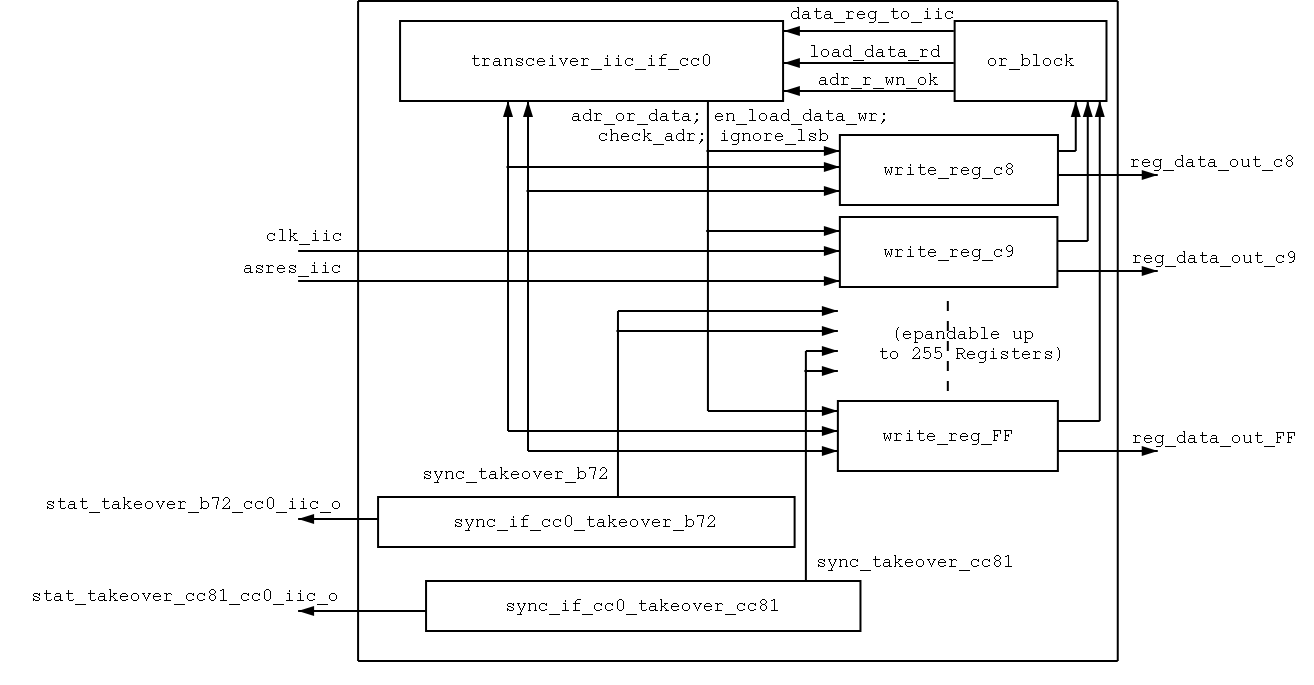 data_reg_to_iic
transceiver_iic_if_cc0
load_data_rd
or_block
adr_r_wn_ok
adr_or_data; en_load_data_wr;
check_adr; ignore_lsb
write_reg_c8
reg_data_out_c8
clk_iic
write_reg_c9
reg_data_out_c9
asres_iic
(epandable up
to 255 Registers)
write_reg_FF
reg_data_out_FF
sync_takeover_b72
stat_takeover_b72_cc0_iic_o
sync_if_cc0_takeover_b72
sync_takeover_cc81
stat_takeover_cc81_cc0_iic_o
sync_if_cc0_takeover_cc81